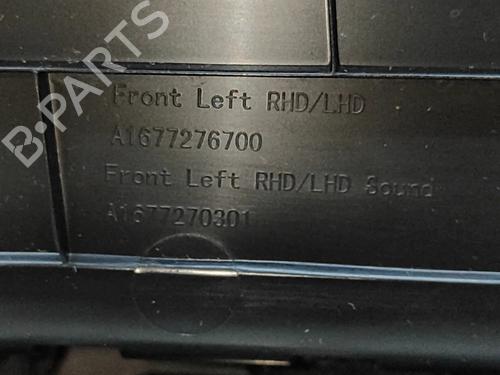 Front Left RHD/LHD
A1677276700
Front Left RHD/LHD Sound
A1677270301
B-PARTS